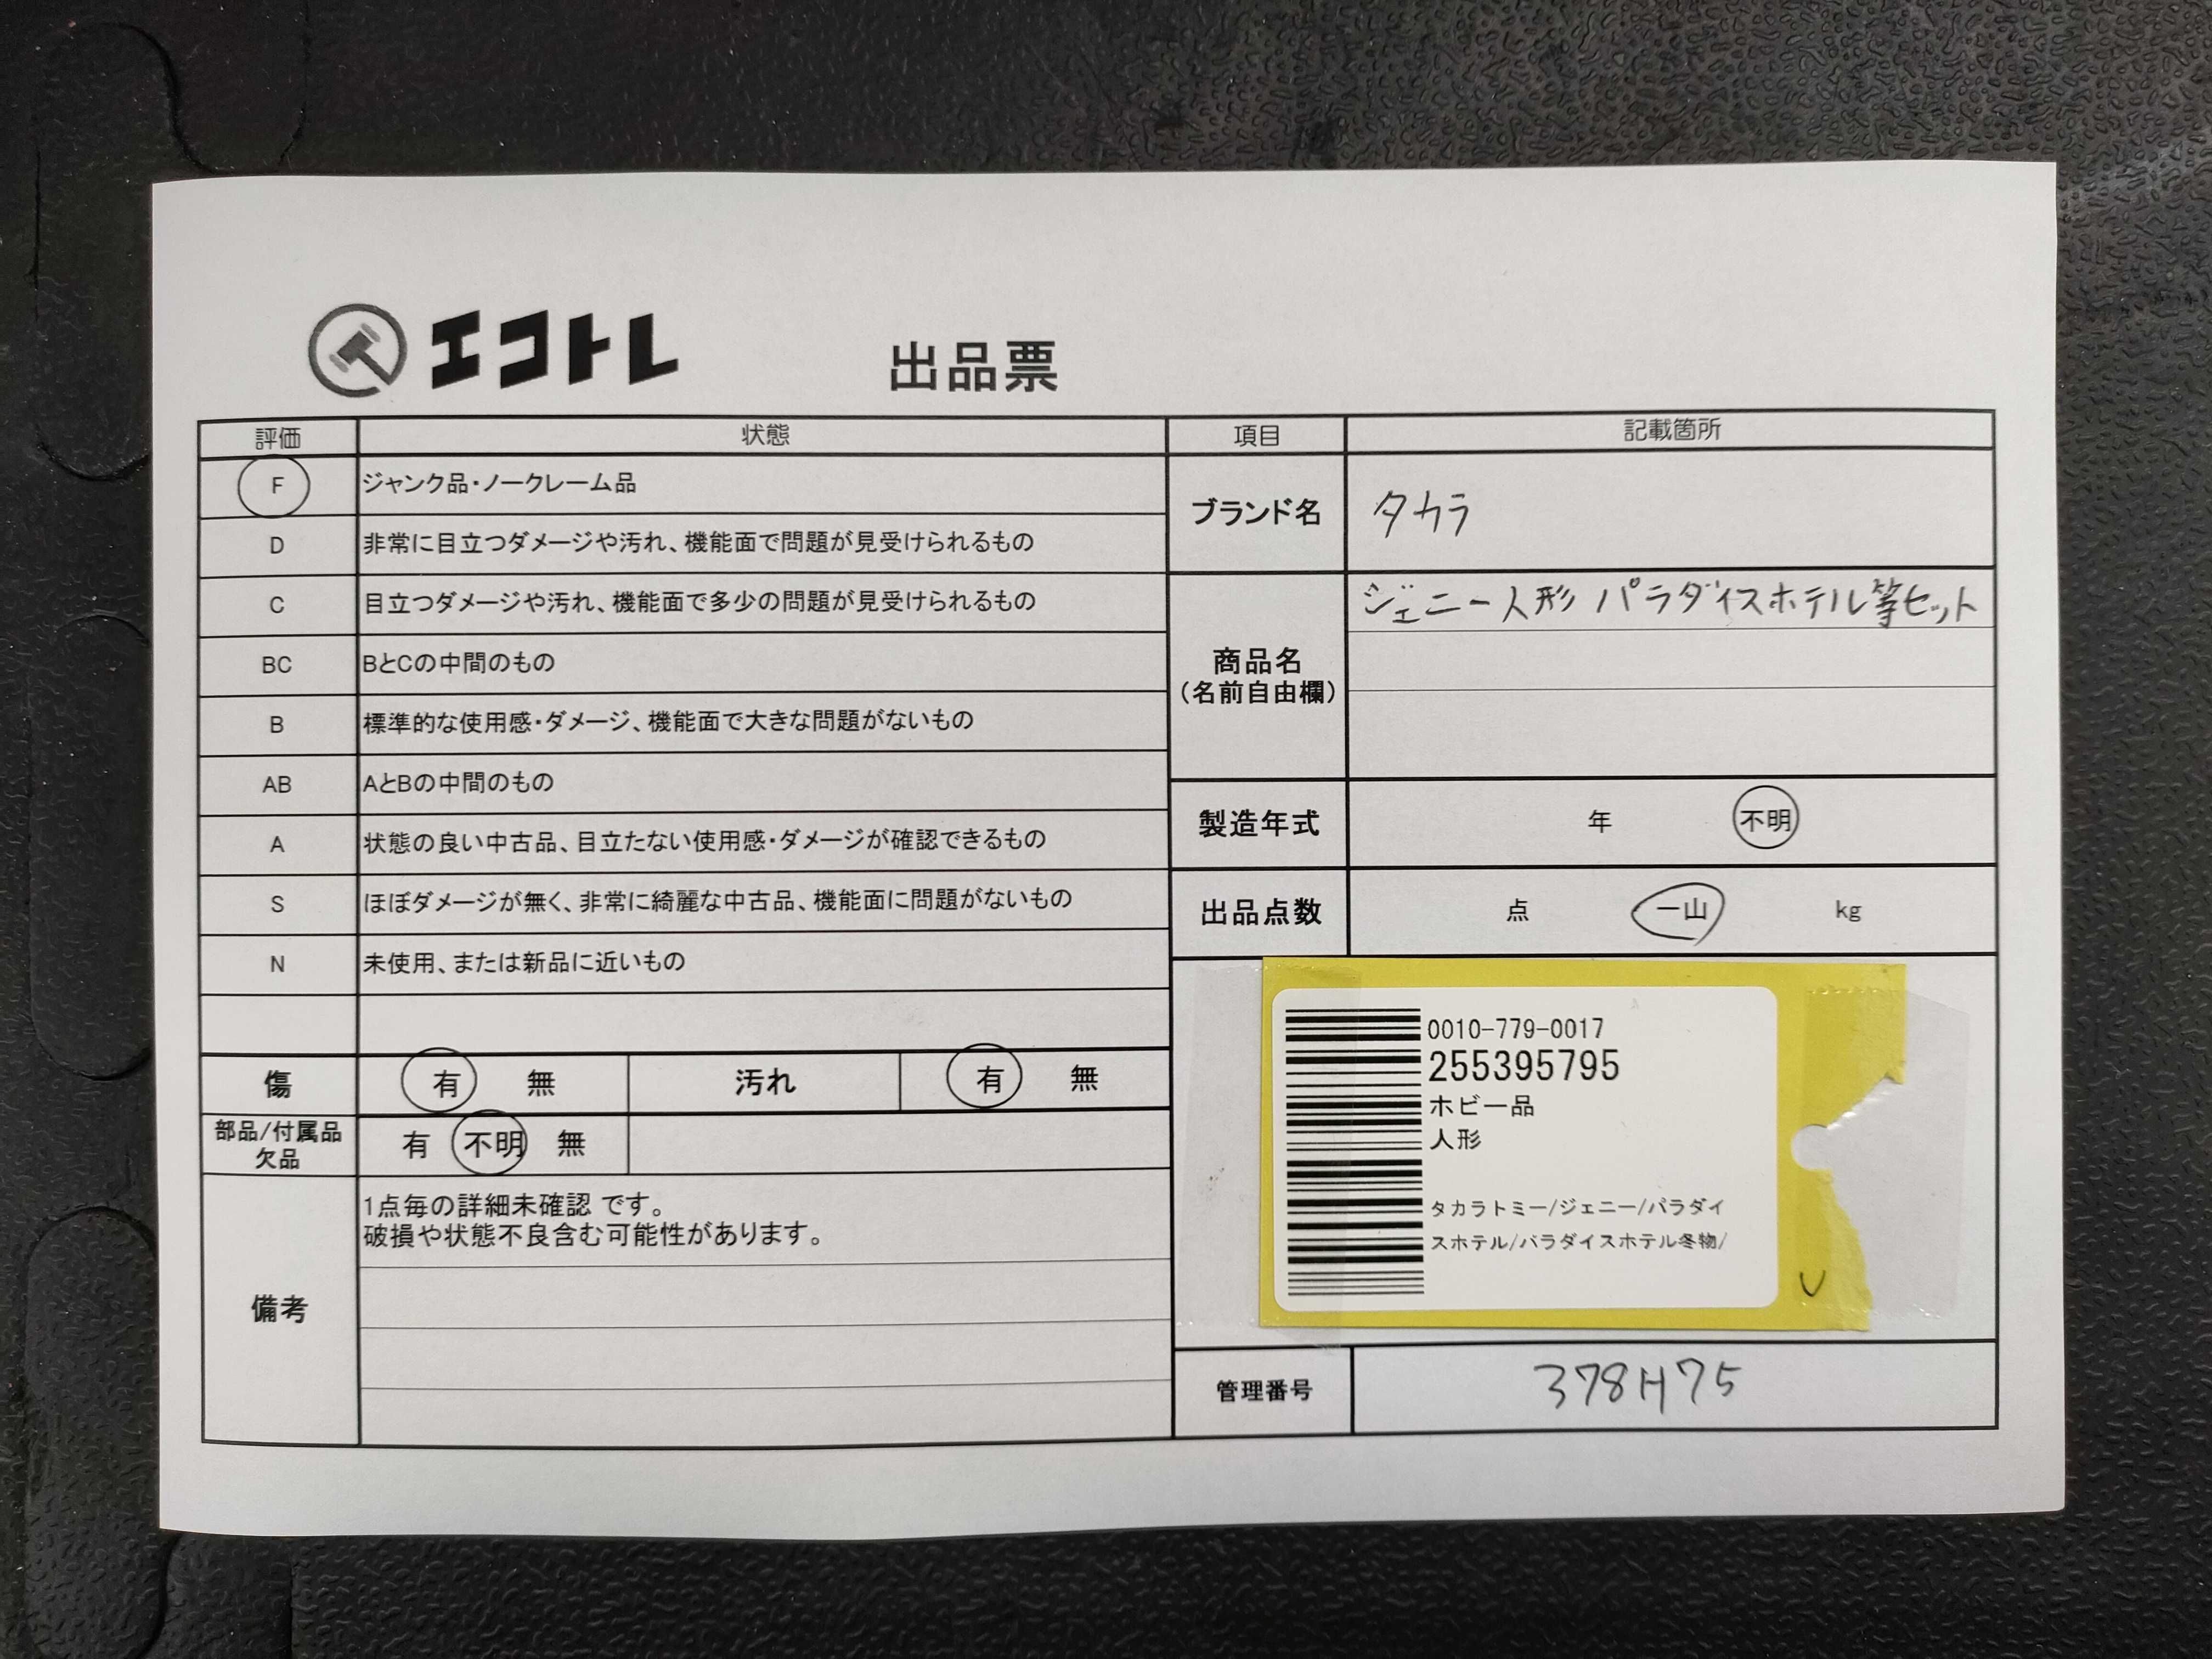 エコトレ
出品票
評価 状態
F ジャンク品・ノークレーム品
D 非常に目立つダメージや汚れ、機能面で問題が見受けられるもの
C 目立つダメージや汚れ、機能面で多少の問題が見受けられるもの
BC BとCの中間のもの
B 標準的な使用感・ダメージ、機能面で大きな問題がないもの
AB AとBの中間のもの
A 状態の良い中古品、目立たない使用感・ダメージが確認できるもの
S ほぼダメージが無く、非常に綺麗な中古品、機能面に問題がないもの
N 未使用、または新品に近いもの
傷 有 無 汚れ 有 無
部品/付属品
欠品
有 不明 無
備考
1点毎の詳細未確認 です。
破損や状態不良含む可能性があります。
項目 記載箇所
ブランド名 タカラ
商品名
(名前自由欄)
ジェニー人形 パラダイスホテル等セット
製造年式 年 不明
出品点数 点 一山 kg
0010-779-0017
255395795
ホビー品
人形
タカラトミー/ジェニー/パラダイ
スホテル/パラダイスホテル冬物/
管理番号 378H75